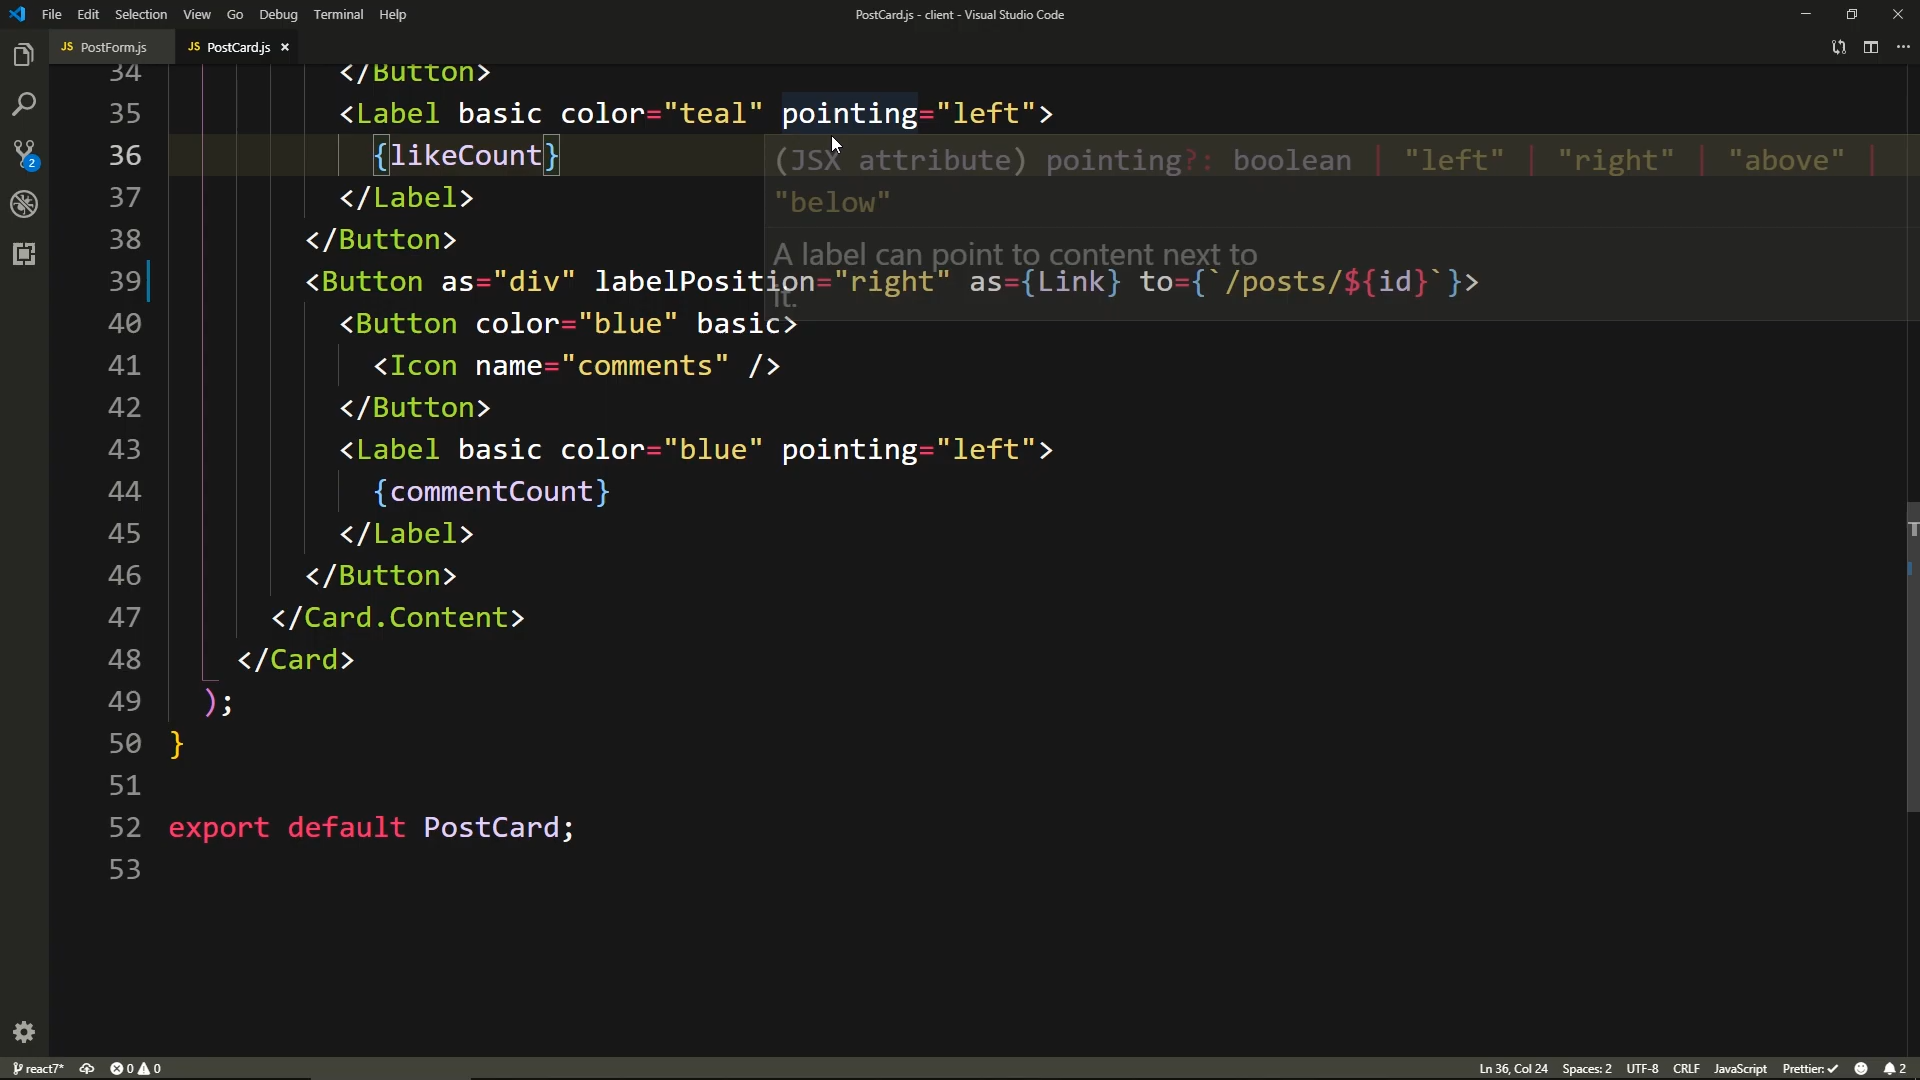 File Edit Selection View Go Debug Terminal Help
PostCard.js - client - Visual Studio Code
JS PostForm.js
JS PostCard.js ×
34 </Button>
35 <Label basic color="teal" pointing="left">
36 {likeCount}
(JSX attribute) pointing?: boolean | "left" | "right" | "above" |
"below"
37 </Label>
38 </Button>
A label can point to content next to
it.
39 <Button as="div" labelPosition="right" as={Link} to={`/posts/${id}`}>
40 <Button color="blue" basic>
41 <Icon name="comments" />
42 </Button>
43 <Label basic color="blue" pointing="left">
44 {commentCount}
45 </Label>
46 </Button>
47 </Card.Content>
48 </Card>
49 );
50 }
51
52 export default PostCard;
53
2
react7* 0 0
Ln 36, Col 24 Spaces: 2 UTF-8 CRLF JavaScript Prettier: ✓ 2